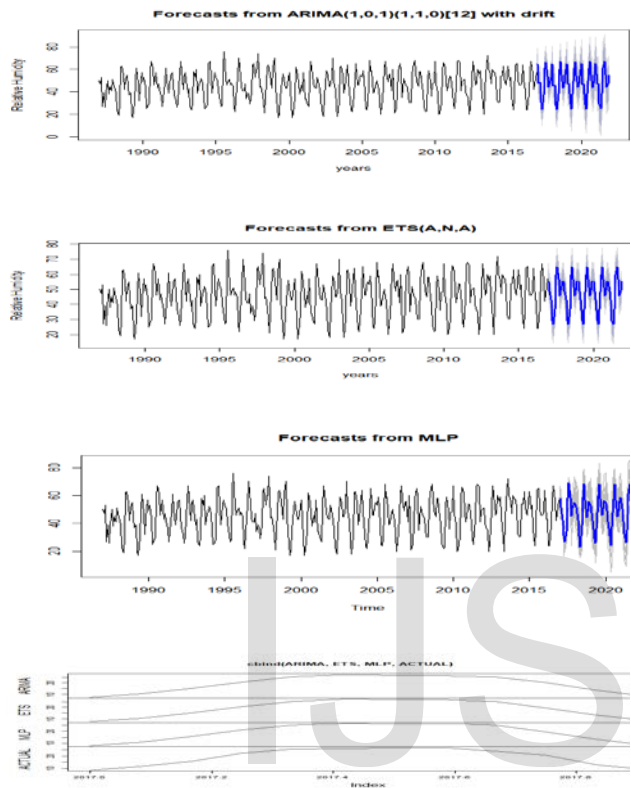 Forecasts from ARIMA(1,0,1)(1,1,0)[12] with drift
Relative Humidity
80
60
40
20
0
1990 1995 2000 2005 2010 2015 2020
years
Forecasts from ETS(A,N,A)
Relative Humidity
80
70
60
50
40
30
20
1990 1995 2000 2005 2010 2015 2020
years
Forecasts from MLP
80
60
40
20
1990 1995 2000 2005 2010 2015 2020
Time
cbind(ARIMA, ETS, MLP, ACTUAL)
ARIMA
ETS
MLP
ACTUAL
2017.0 2017.2 2017.4 2017.6 2017.8
Index
IJS